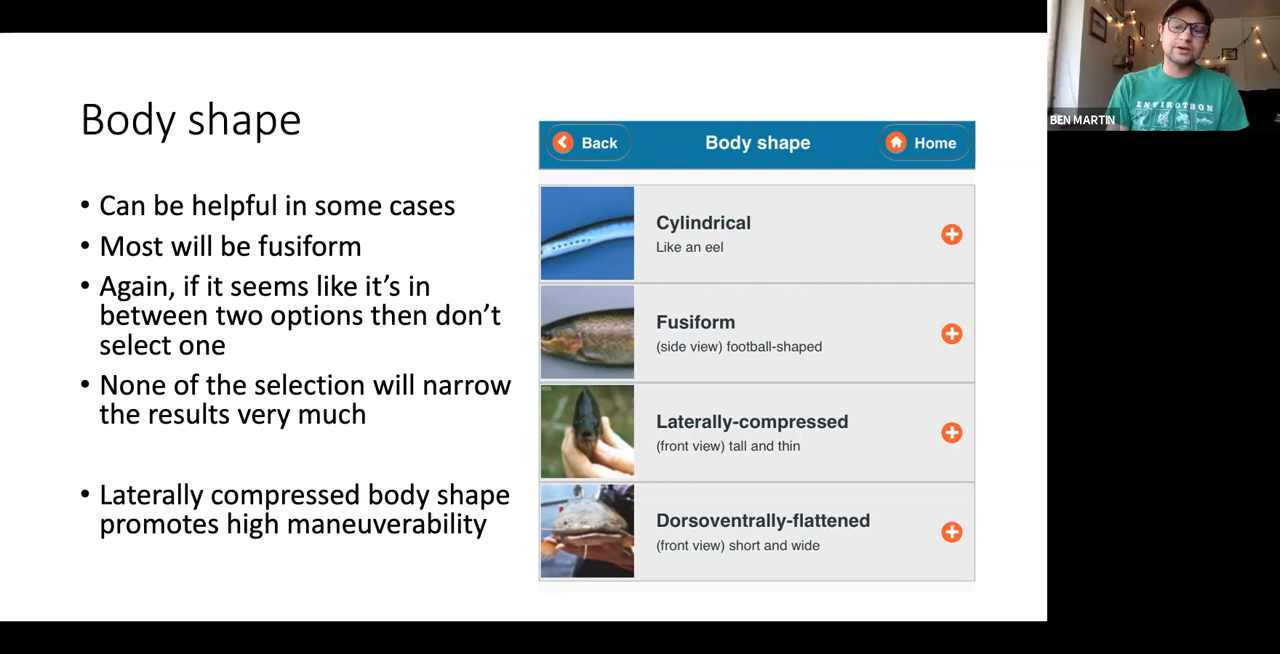 Body shape
• Can be helpful in some cases
• Most will be fusiform
• Again, if it seems like it’s in
between two options then don’t
select one
• None of the selection will narrow
the results very much
• Laterally compressed body shape
promotes high maneuverability
Back
Body shape
Home
Cylindrical
Like an eel
Fusiform
(side view) football-shaped
Laterally-compressed
(front view) tall and thin
Dorsoventrally-flattened
(front view) short and wide
ENVIROTHON
BEN MARTIN